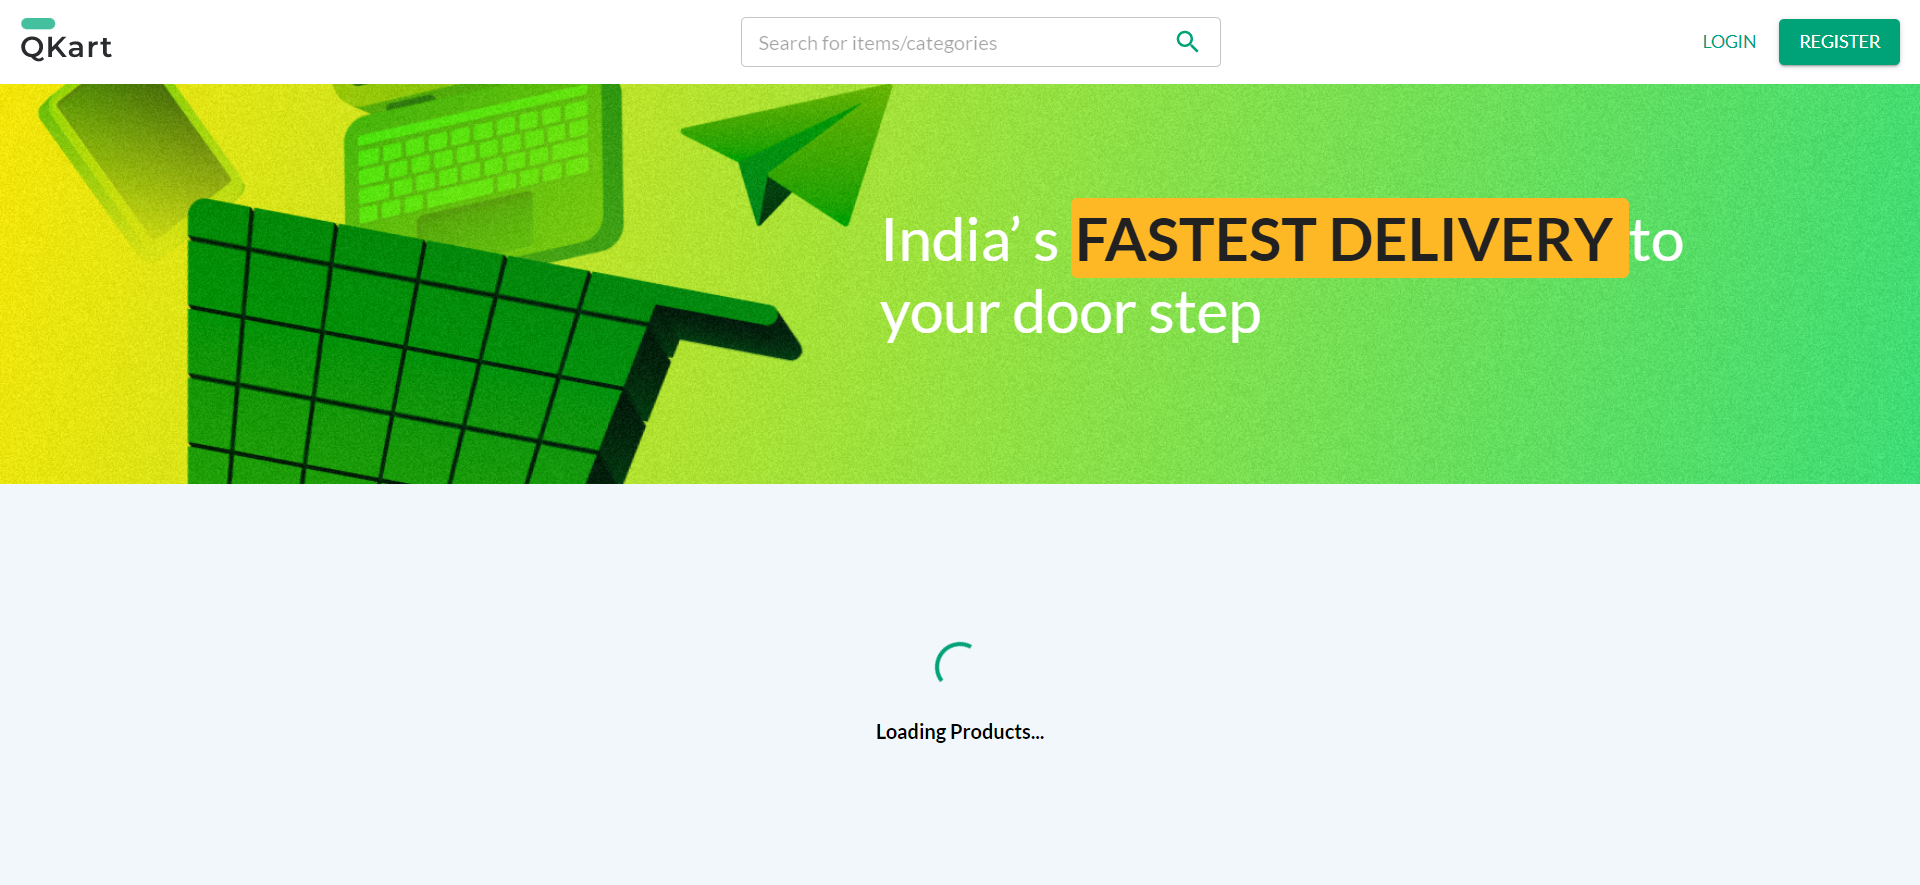 QKart
Search for items/categories
LOGIN
REGISTER
India’ s FASTEST DELIVERY to
your door step
Loading Products...